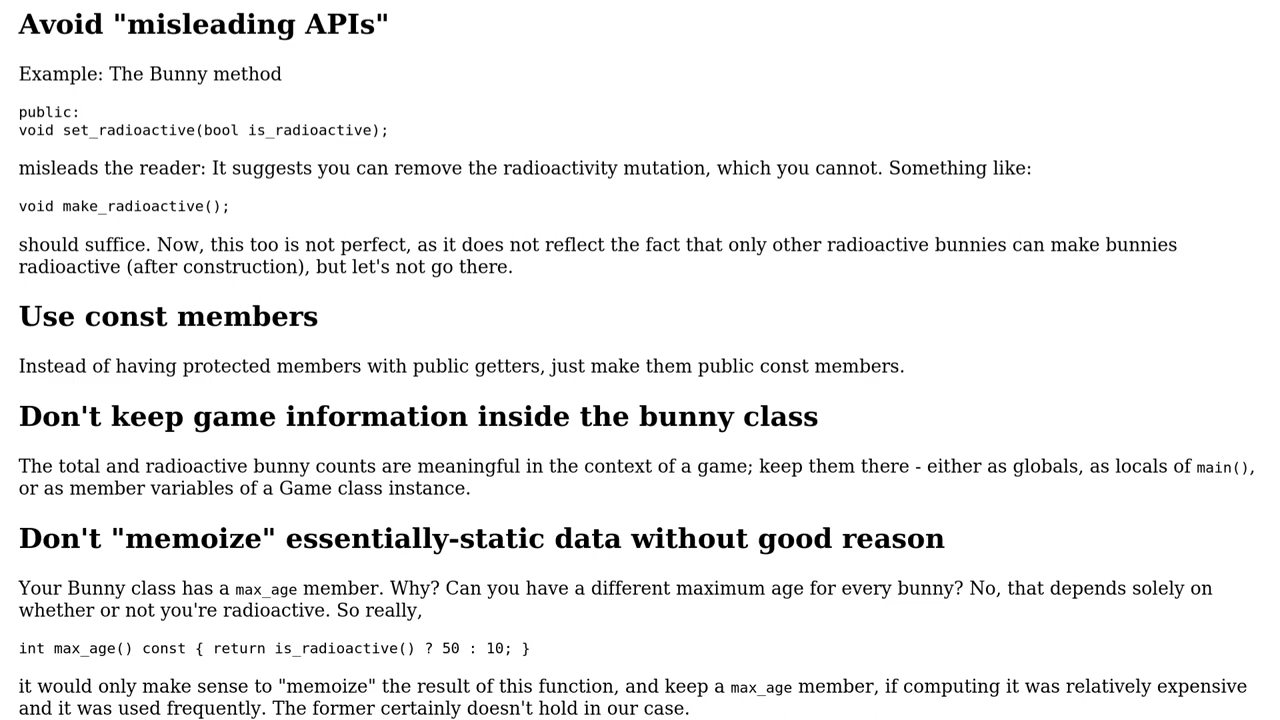 Avoid "misleading APIs"
Example: The Bunny method
public:
void set_radioactive(bool is_radioactive);
misleads the reader: It suggests you can remove the radioactivity mutation, which you cannot. Something like:
void make_radioactive();
should suffice. Now, this too is not perfect, as it does not reflect the fact that only other radioactive bunnies can make bunnies
radioactive (after construction), but let's not go there.
Use const members
Instead of having protected members with public getters, just make them public const members.
Don't keep game information inside the bunny class
The total and radioactive bunny counts are meaningful in the context of a game; keep them there - either as globals, as locals of main(),
or as member variables of a Game class instance.
Don't "memoize" essentially-static data without good reason
Your Bunny class has a max_age member. Why? Can you have a different maximum age for every bunny? No, that depends solely on
whether or not you're radioactive. So really,
int max_age() const { return is_radioactive() ? 50 : 10; }
it would only make sense to "memoize" the result of this function, and keep a max_age member, if computing it was relatively expensive
and it was used frequently. The former certainly doesn't hold in our case.